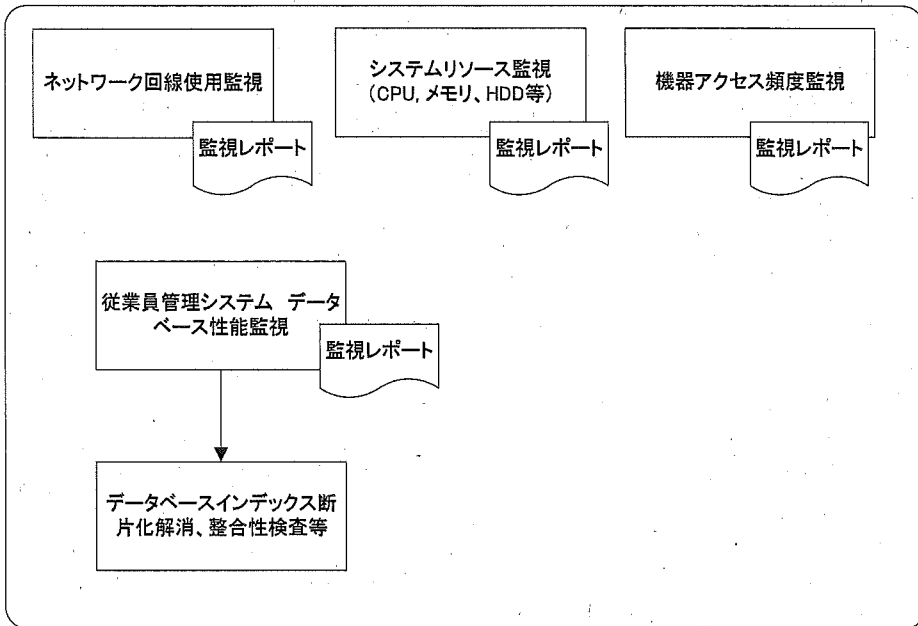 ネットワーク回線使用監視
監視レポート
システムリソース監視
(CPU, メモリ、HDD等)
監視レポート
機器アクセス頻度監視
監視レポート
従業員管理システム データ
ベース性能監視
監視レポート
データベースインデックス断
片化解消、整合性検査等